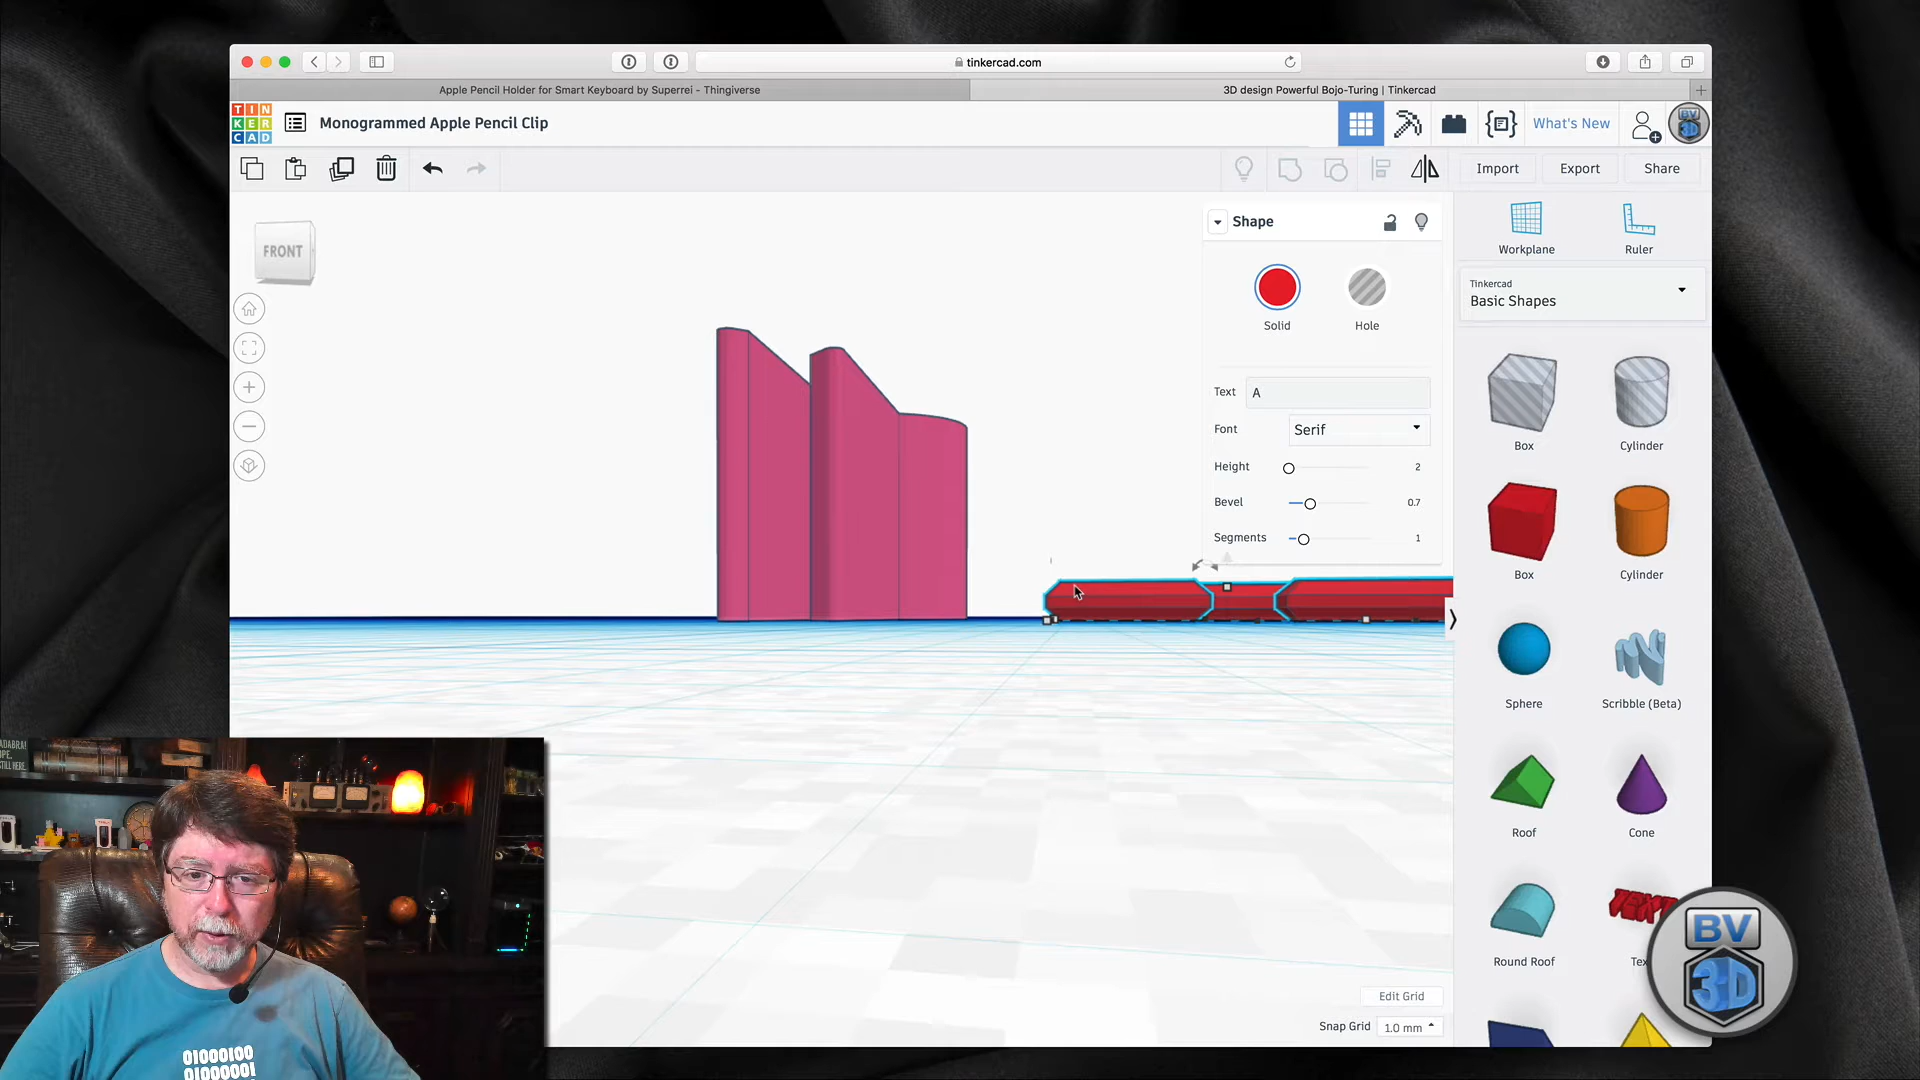 tinkercad.com
Apple Pencil Holder for Smart Keyboard by Superrei - Thingiverse
3D design Powerful Bojo-Turing | Tinkercad
TIN
KER
CAD
Monogrammed Apple Pencil Clip
What's New
Import
Export
Share
FRONT
Shape
Solid
Hole
Text
A
Font
Serif
Height
2
Bevel
0.7
Segments
1
Workplane
Ruler
Tinkercad
Basic Shapes
Box
Cylinder
Box
Cylinder
Sphere
Scribble (Beta)
Roof
Cone
Round Roof
Edit Grid
Snap Grid
1.0 mm
BV
3D
01000100